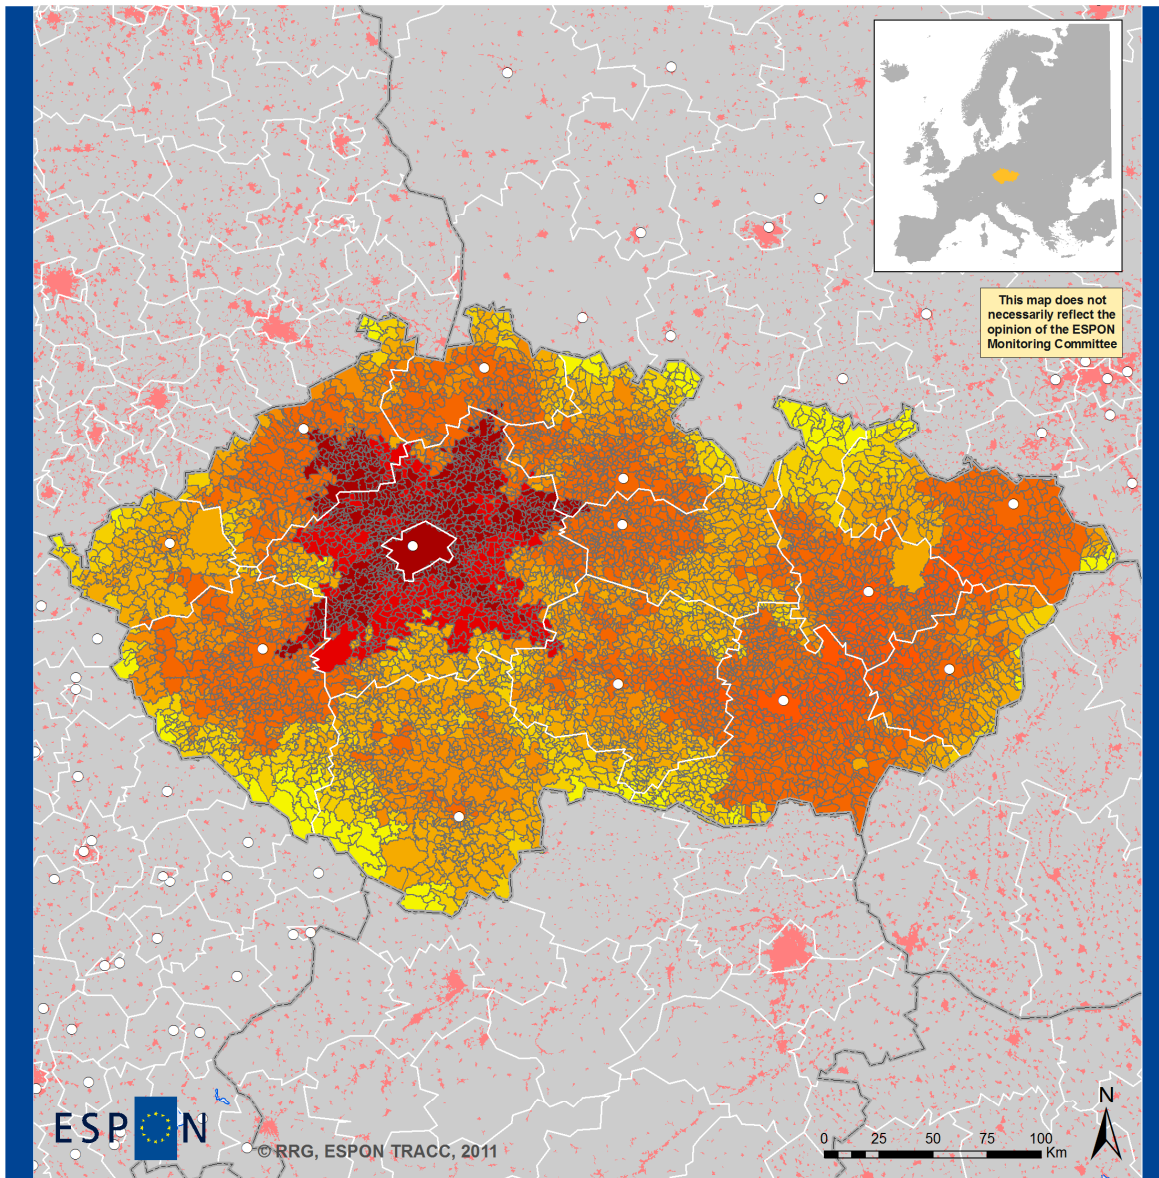 This map does not
necessarily reflect the
opinion of the ESPON
Monitoring Committee
N
0 25 50 75 100
Km
ESPON
© RRG, ESPON TRACC, 2011